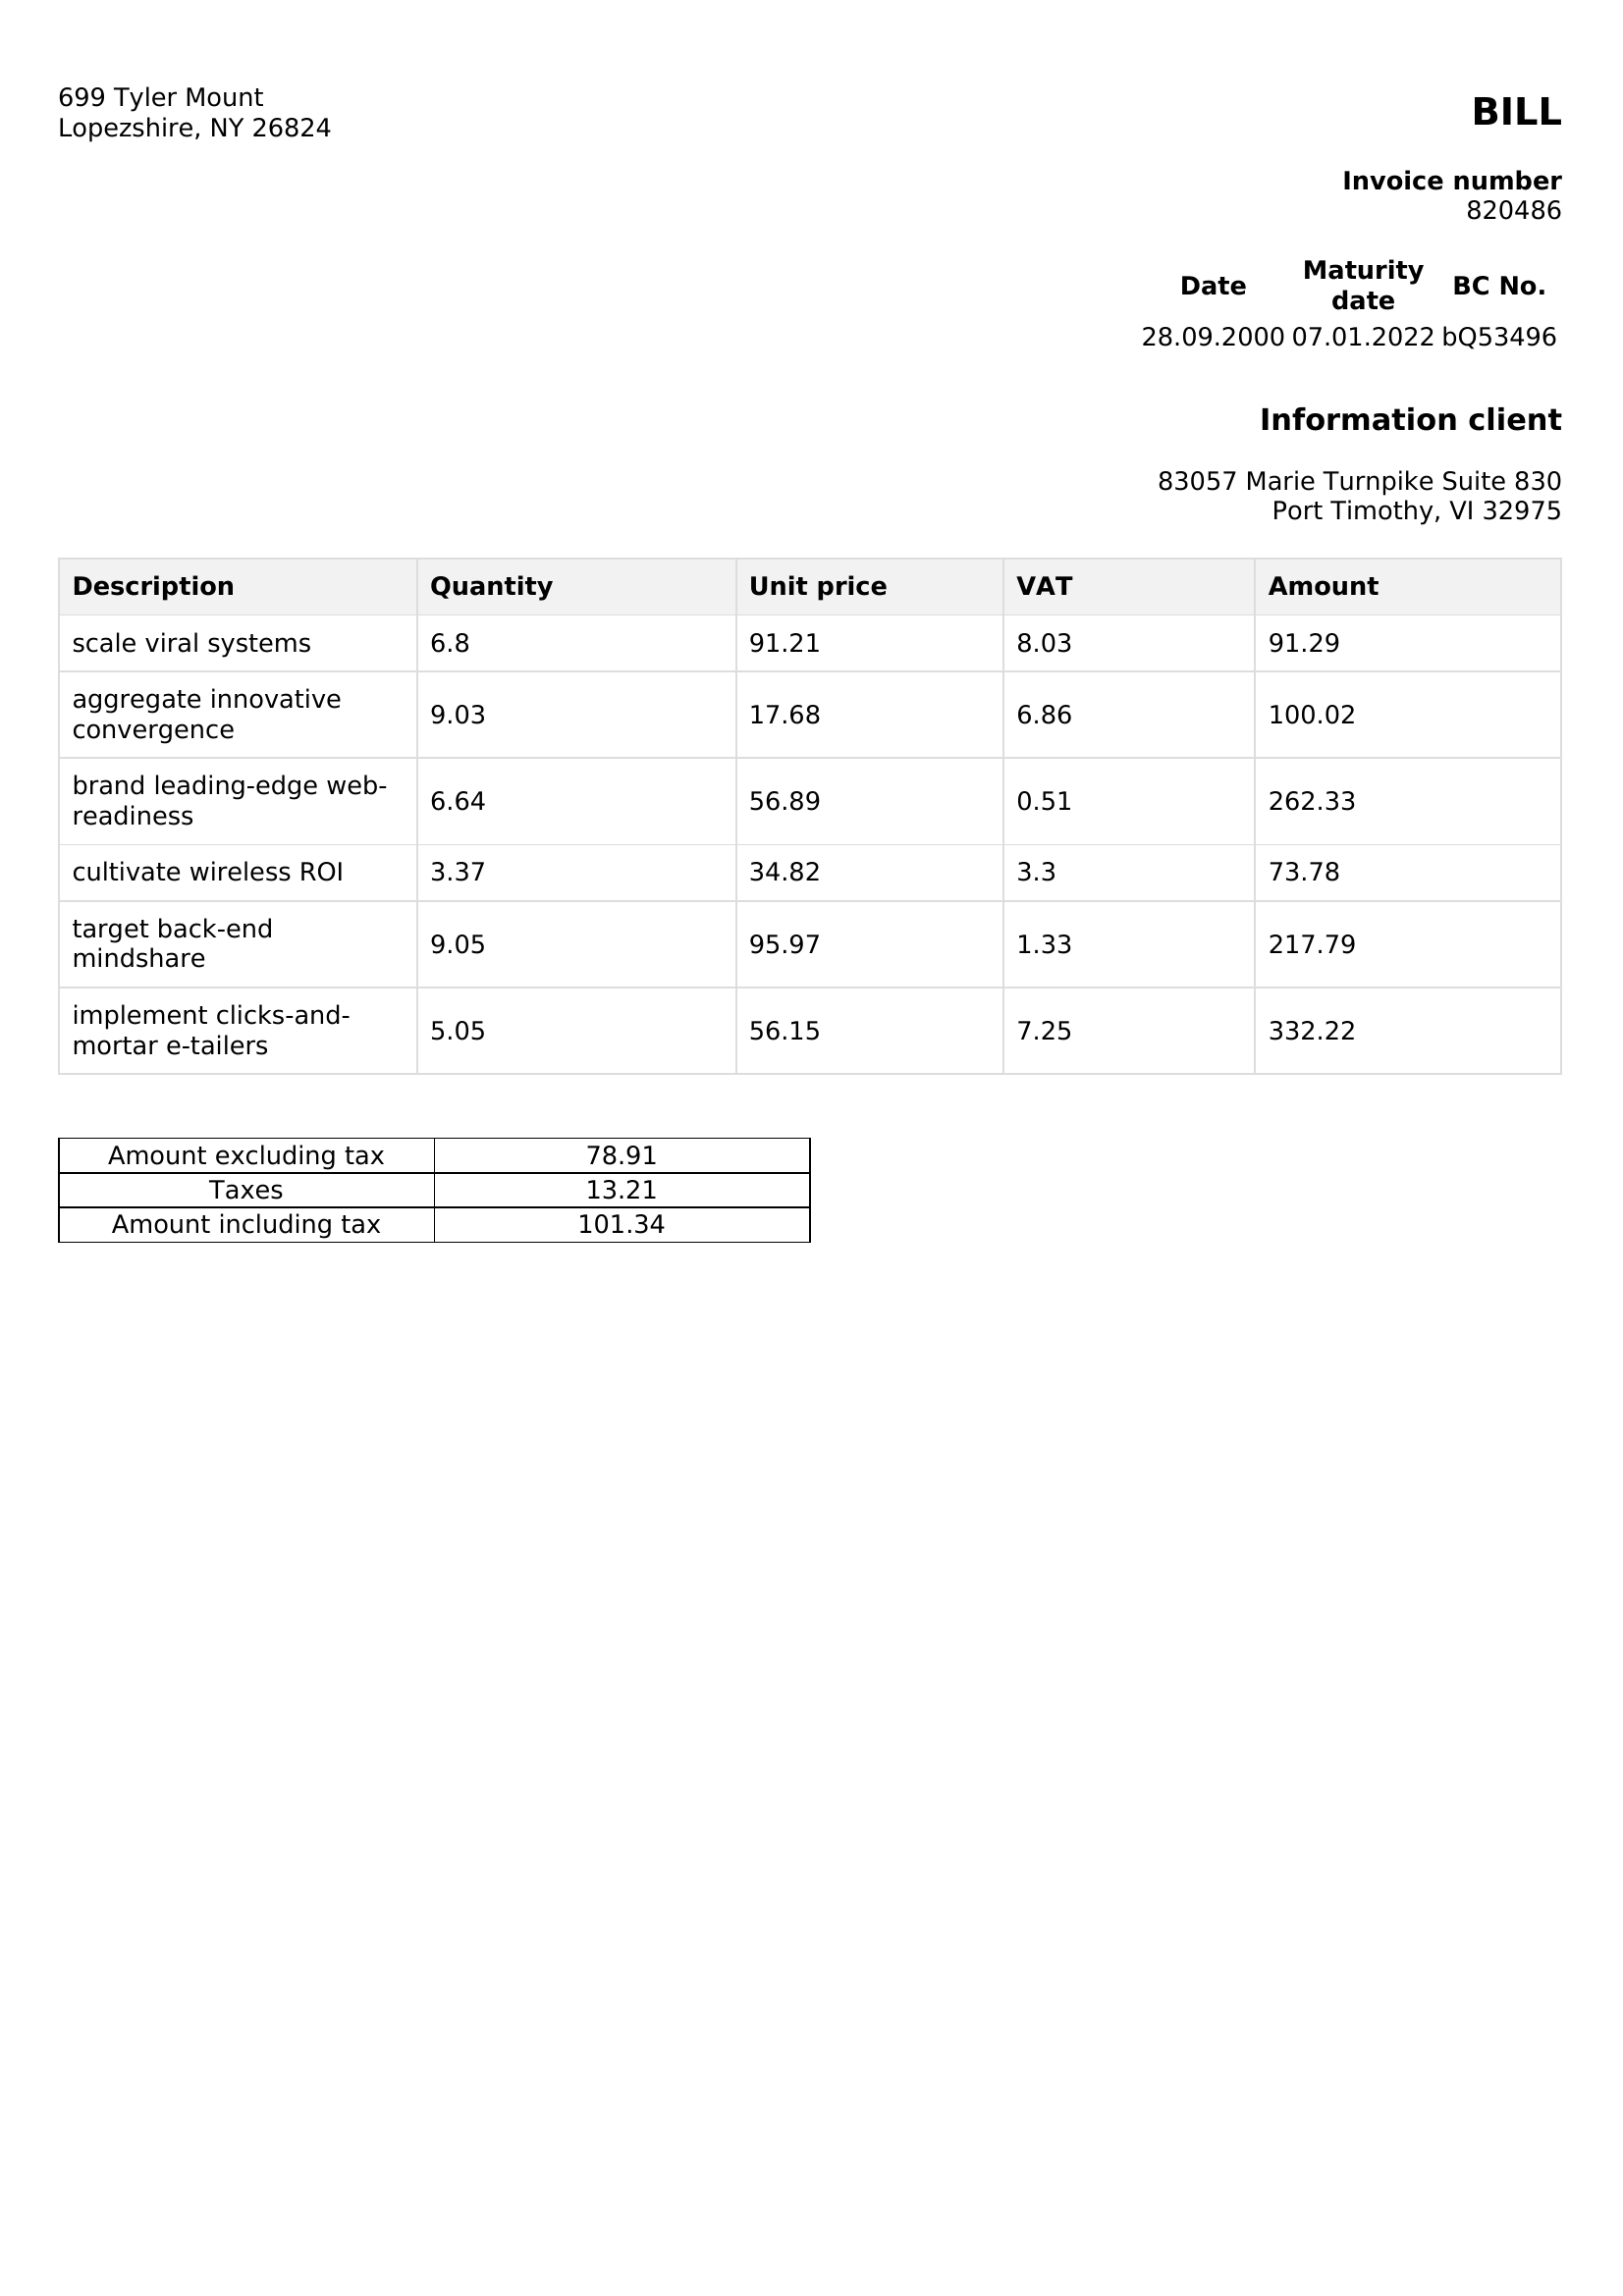 699 Tyler Mount
Lopezshire, NY 26824
BILL
Invoice number
820486
Date Maturity date BC No.
28.09.2000 07.01.2022 bQ53496
Information client
83057 Marie Turnpike Suite 830
Port Timothy, VI 32975
Description Quantity Unit price VAT Amount
scale viral systems 6.8 91.21 8.03 91.29
aggregate innovative
convergence 9.03 17.68 6.86 100.02
brand leading-edge web-
readiness 6.64 56.89 0.51 262.33
cultivate wireless ROI 3.37 34.82 3.3 73.78
target back-end
mindshare 9.05 95.97 1.33 217.79
implement clicks-and-
mortar e-tailers 5.05 56.15 7.25 332.22
Amount excluding tax 78.91
Taxes 13.21
Amount including tax 101.34